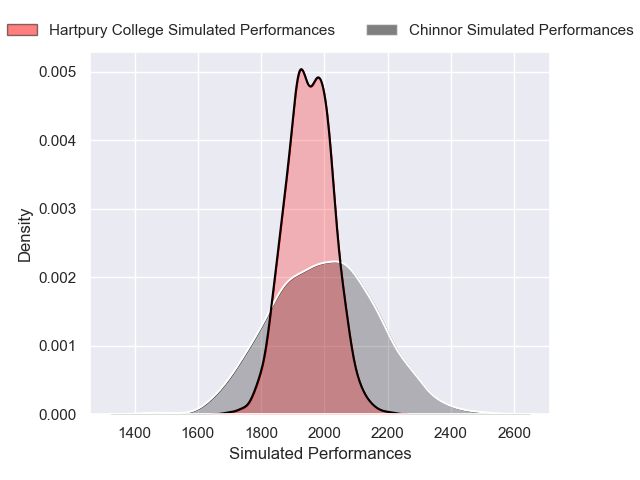 Hartpury College Simulated Performances
Chinnor Simulated Performances
0.005
0.004
0.003
0.002
0.001
0.000
Density
1400 1600 1800 2000 2200 2400 2600
Simulated Performances